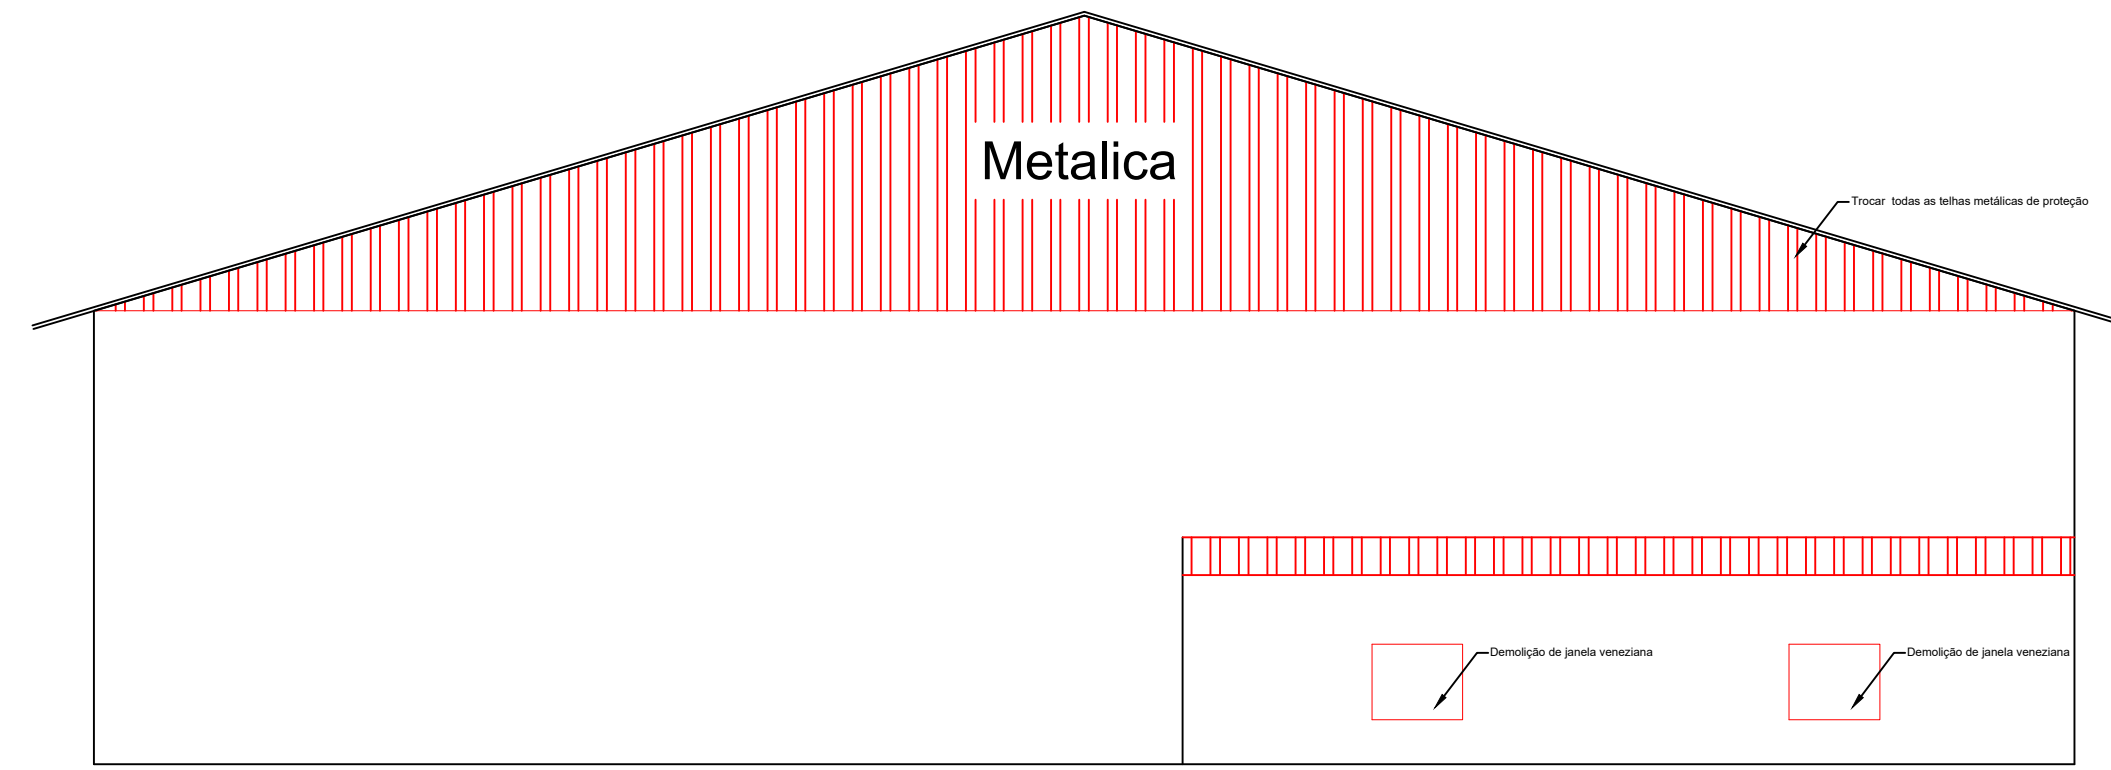 Metalica
Trocar  todas as telhas metálicas de proteção
Demolição de janela veneziana
Demolição de janela veneziana